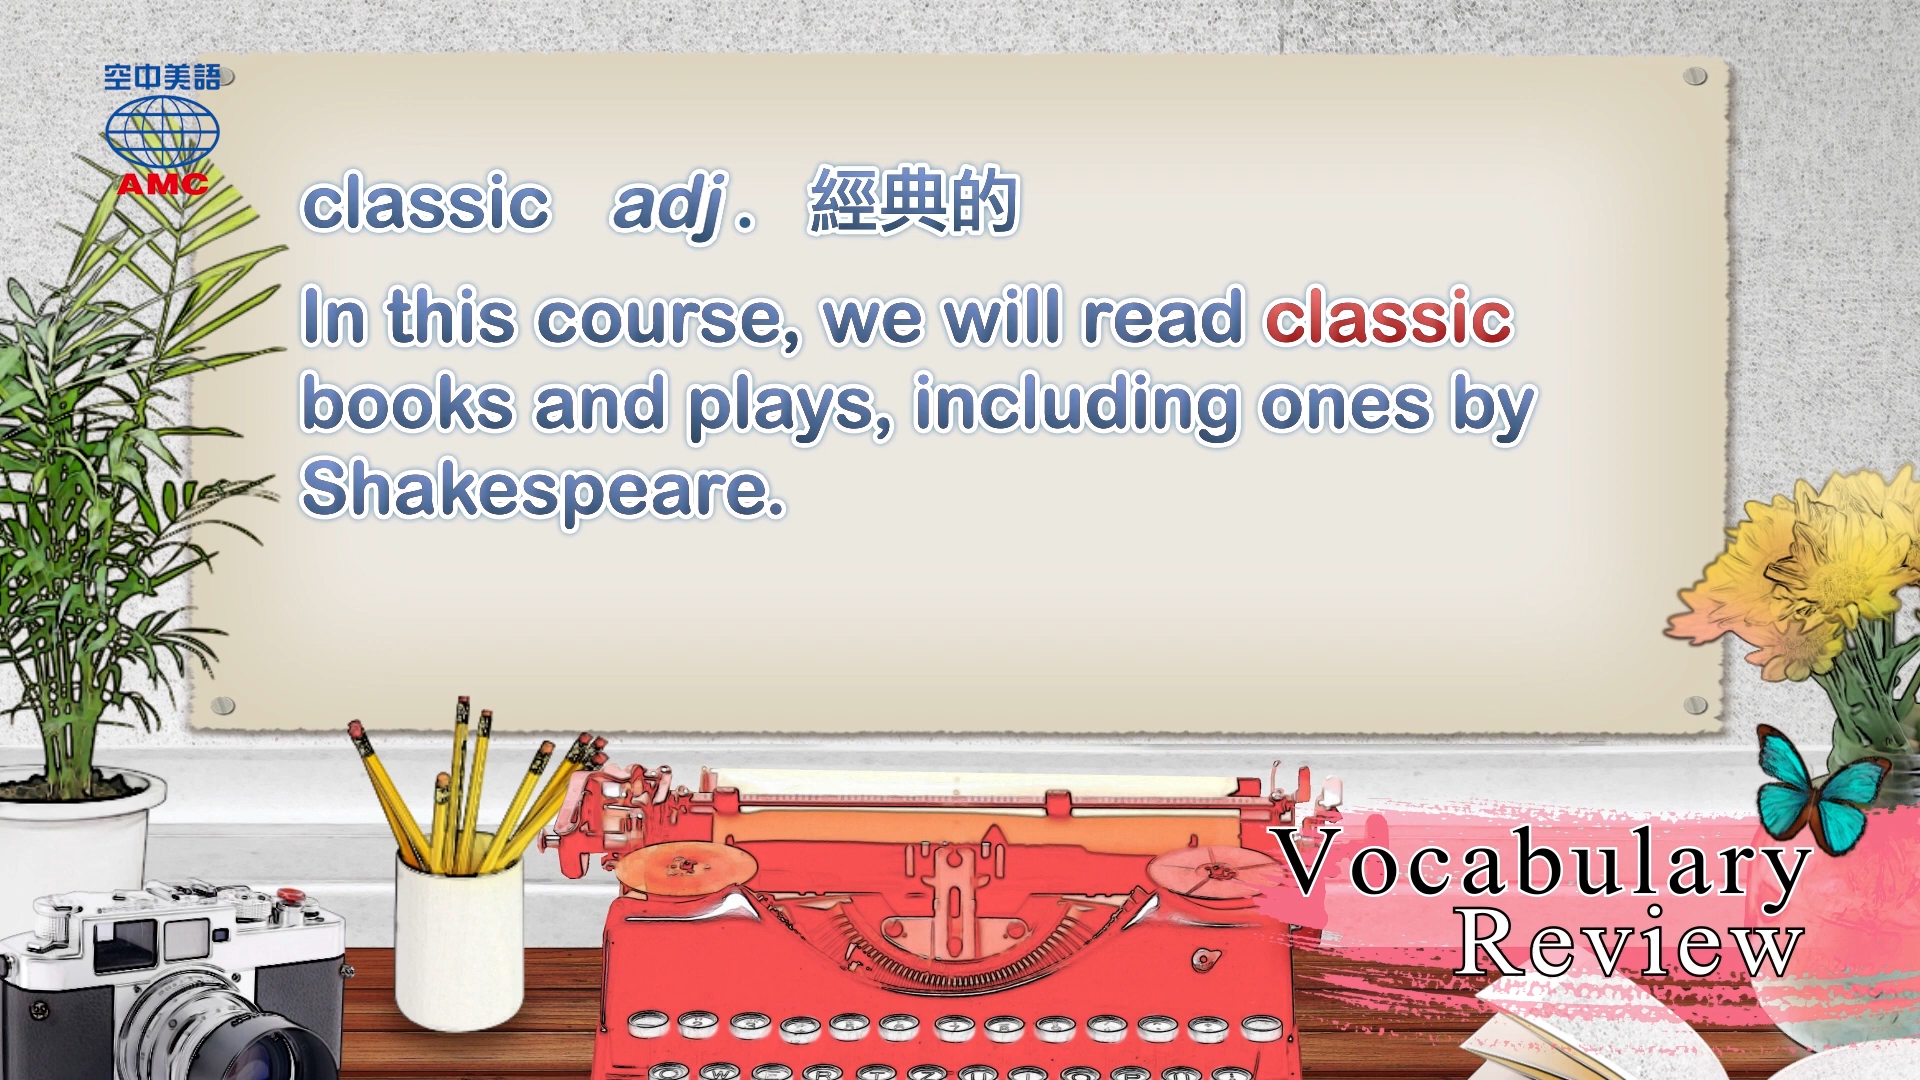 空中美語
AMC
classic adj. 經典的
In this course, we will read classic
books and plays, including ones by
Shakespeare.
Vocabulary
Review